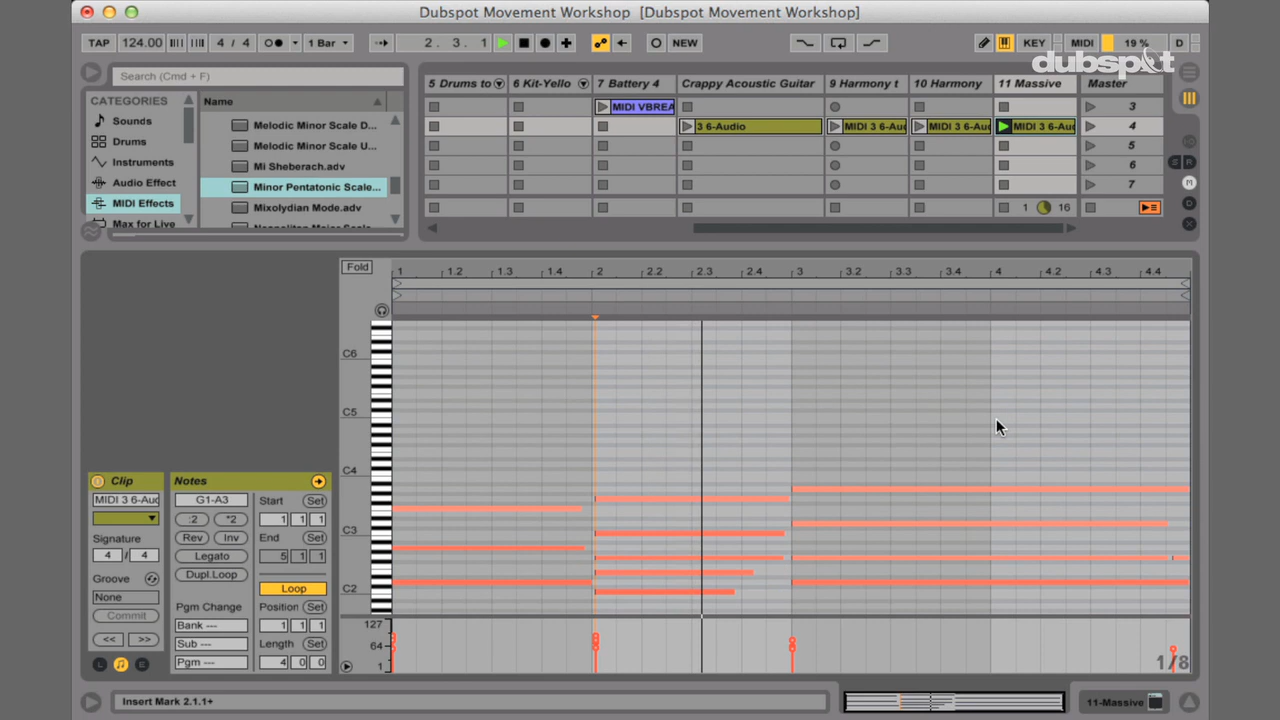 Dubspot Movement Workshop [Dubspot Movement Workshop]
TAP 124.00 4 / 4 1 Bar 2. 3. 1 NEW KEY MIDI 19 % D
dubspot
Search (Cmd + F)
CATEGORIES
Sounds
Drums
Instruments
Audio Effect
MIDI Effects
Max for Live
Name
Melodic Minor Scale D...
Melodic Minor Scale U...
Mi Sheberach.adv
Minor Pentatonic Scale...
Mixolydian Mode.adv
5 Drums to 6 Kit-Yello 7 Battery 4 Crappy Acoustic Guitar 9 Harmony t 10 Harmony 11 Massive Master
MIDI VBREA 3
3 6-Audio MIDI 3 6-Aud MIDI 3 6-Aud MIDI 3 6-Aud 4
5
S R
6
7 M
1 16 D
X
Fold 1 1.2 1.3 1.4 2 2.2 2.3 2.4 3 3.2 3.3 3.4 4 4.2 4.3 4.4
C6
C5
C4
C3
C2
127
64
1
1/8
Clip
MIDI 3 6-Aud
Signature
4 / 4
Groove
None
Commit
<< >>
L E
Notes
G1-A3
:2 *2
Rev Inv
Legato
Dupl.Loop
Pgm Change
Bank ---
Sub ---
Pgm ---
Start Set
1 1 1
End Set
5 1 1
Loop
Position Set
1 1 1
Length Set
4 0 0
Insert Mark 2.1.1+
11-Massive